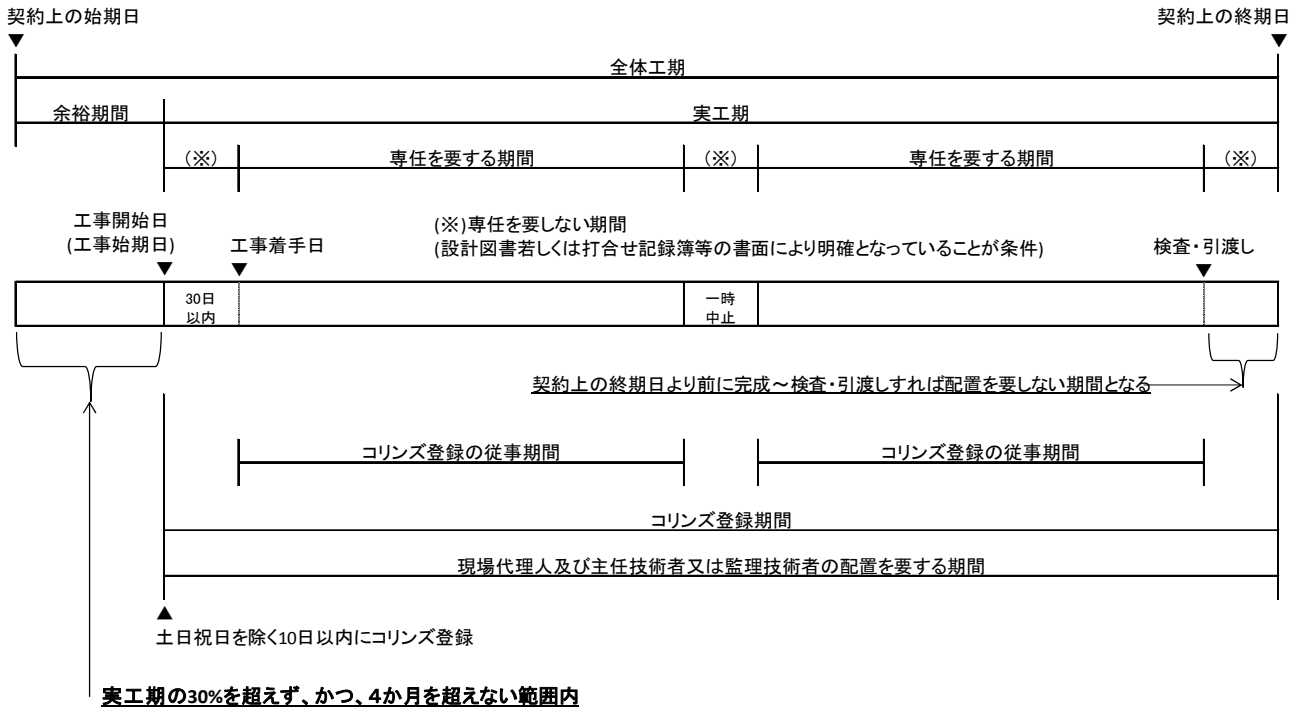 契約上の始期日
契約上の終期日
▼
▼
全体工期
余裕期間
実工期
(※)
専任を要する期間
(※)
専任を要する期間
(※)
工事開始日
(工事始期日)
▼
工事着手日
▼
(※)専任を要しない期間
(設計図書若しくは打合せ記録簿等の書面により明確となっていることが条件)
検査・引渡し
▼
30日
以内
一時
中止
契約上の終期日より前に完成～検査・引渡しすれば配置を要しない期間となる
コリンズ登録の従事期間
コリンズ登録の従事期間
コリンズ登録期間
現場代理人及び主任技術者又は監理技術者の配置を要する期間
▲
土日祝日を除く10日以内にコリンズ登録
実工期の30%を超えず、かつ、４か月を超えない範囲内